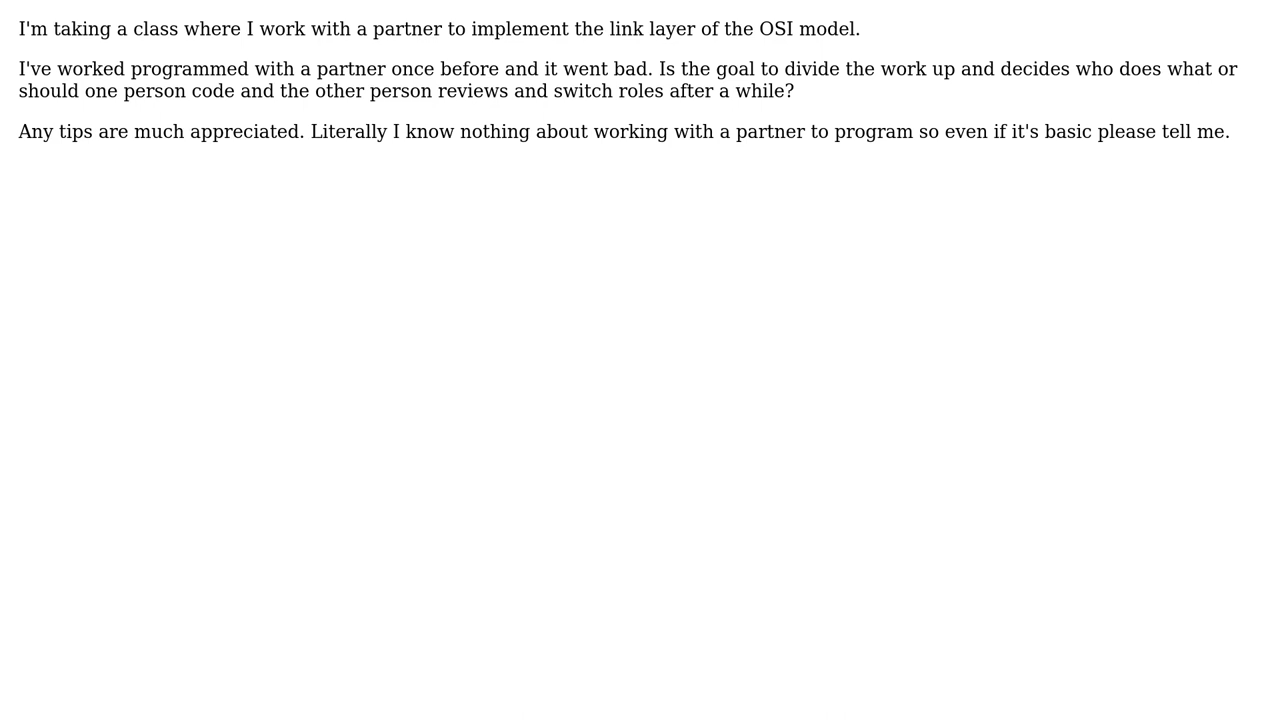 I'm taking a class where I work with a partner to implement the link layer of the OSI model.
I've worked programmed with a partner once before and it went bad. Is the goal to divide the work up and decides who does what or
should one person code and the other person reviews and switch roles after a while?
Any tips are much appreciated. Literally I know nothing about working with a partner to program so even if it's basic please tell me.